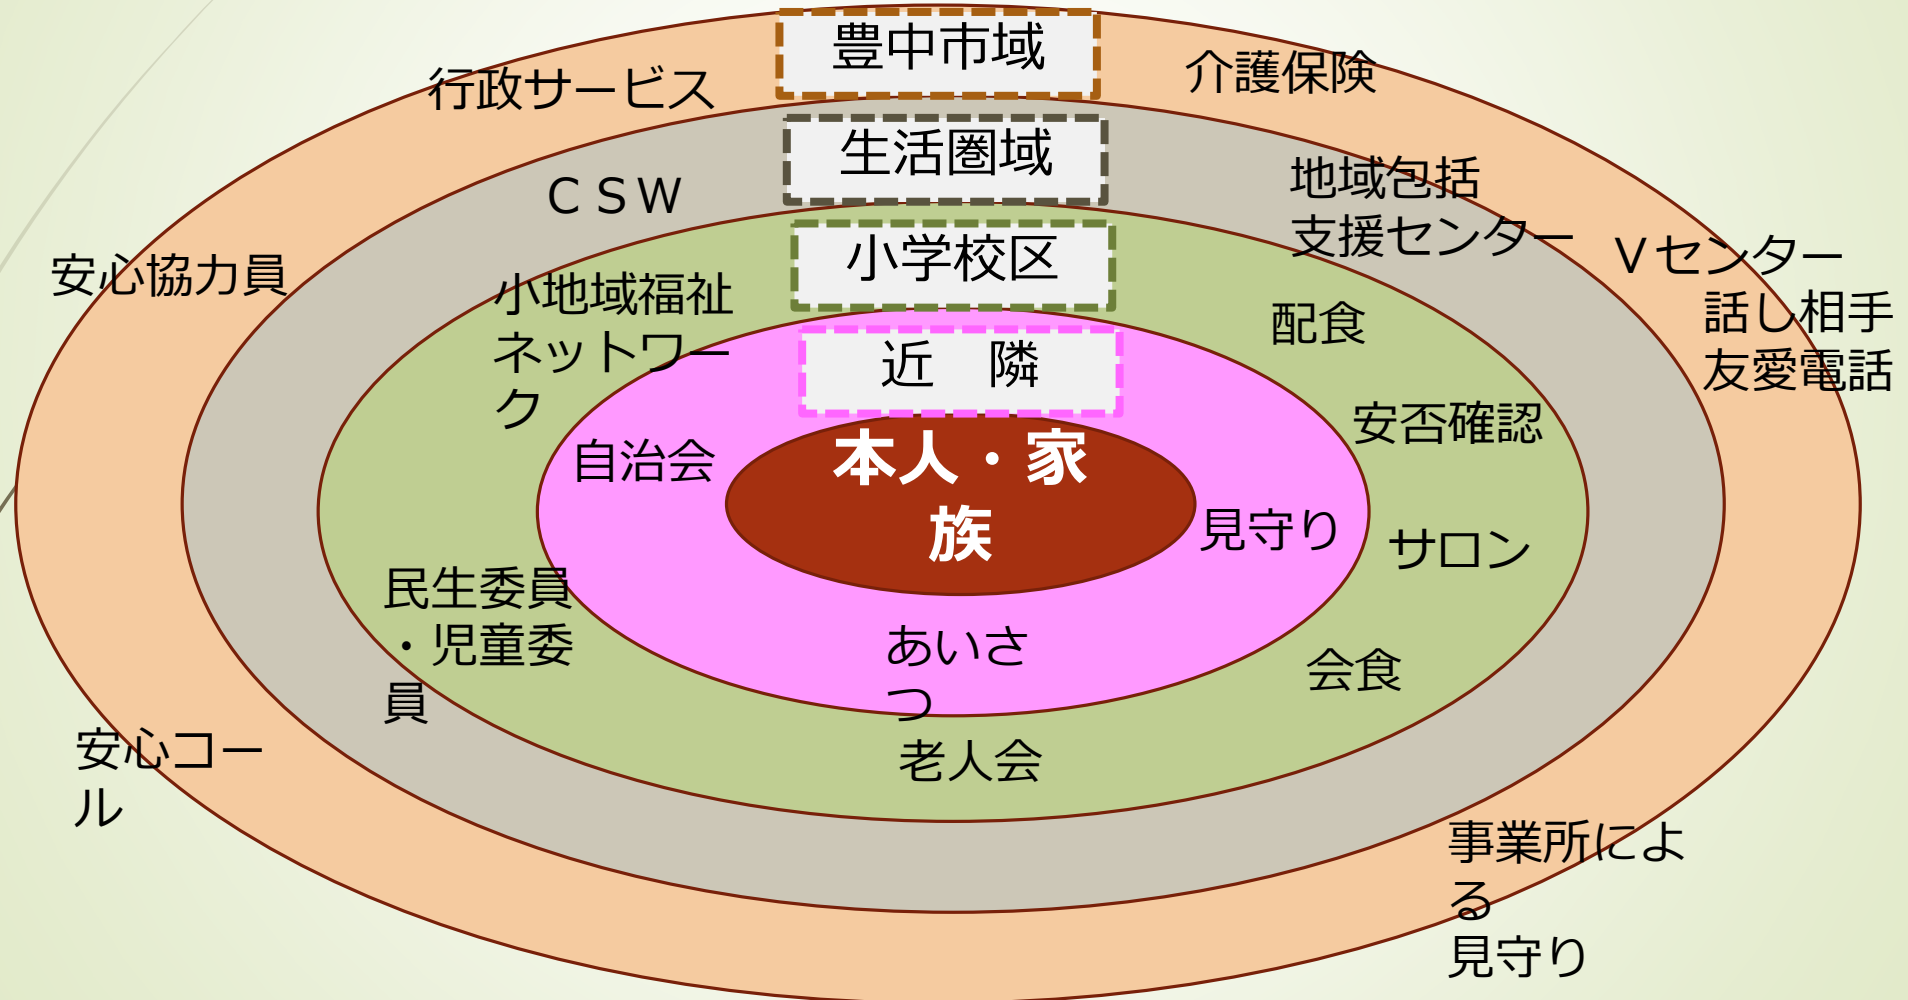 豊中市域
行政サービス
介護保険
生活圏域
ＣＳＷ
地域包括
支援センター
安心協力員
小学校区
Ｖセンター
話し相手
友愛電話
小地域福祉
ネットワー
ク
配食
近　隣
安否確認
自治会
本人・家
族
見守り
サロン
民生委員
・児童委
員
あいさ
つ
会食
安心コー
ル
老人会
事業所によ
る
見守り